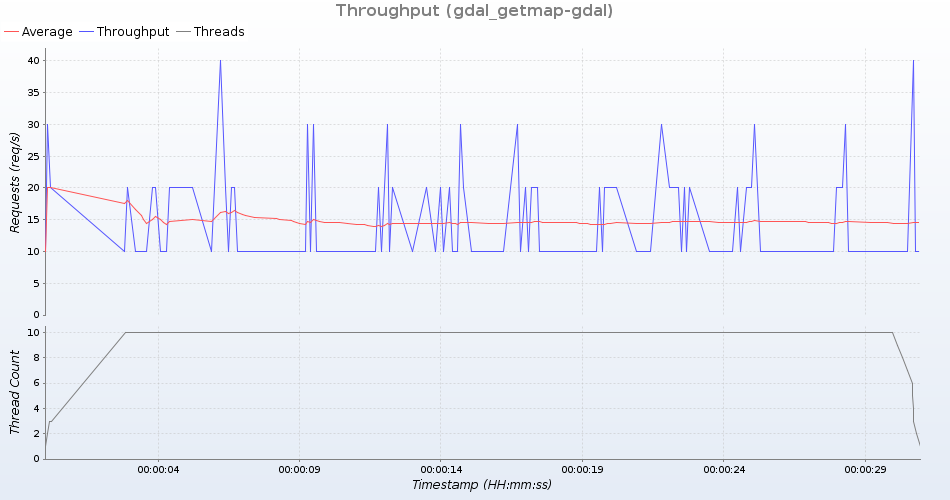 Throughput (gdal_getmap-gdal)
Average Throughput Threads
40
35
30
25
20
15
10
5
0
Requests (req/s)
10
8
6
4
2
0
Thread Count
00:00:04 00:00:09 00:00:14 00:00:19 00:00:24 00:00:29
Timestamp (HH:mm:ss)